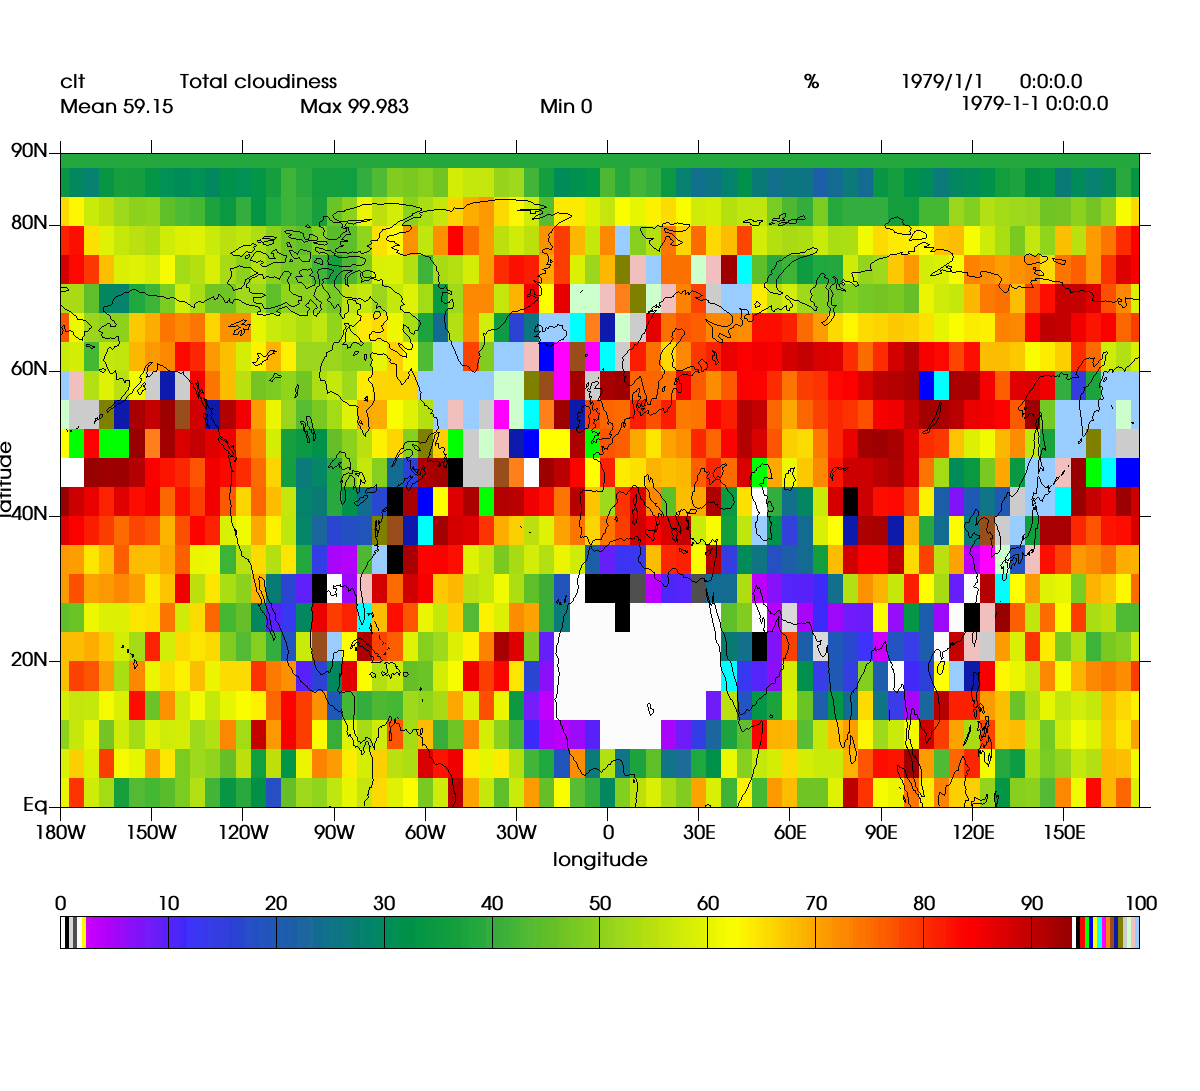 clt Total cloudiness % 1979/1/1 0:0:0.0
Mean 59.15 Max 99.983 Min 0 1979-1-1 0:0:0.0
90N
80N
60N
latitude
40N
20N
Eq
180W 150W 120W 90W 60W 30W 0 30E 60E 90E 120E 150E
longitude
0 10 20 30 40 50 60 70 80 90 100